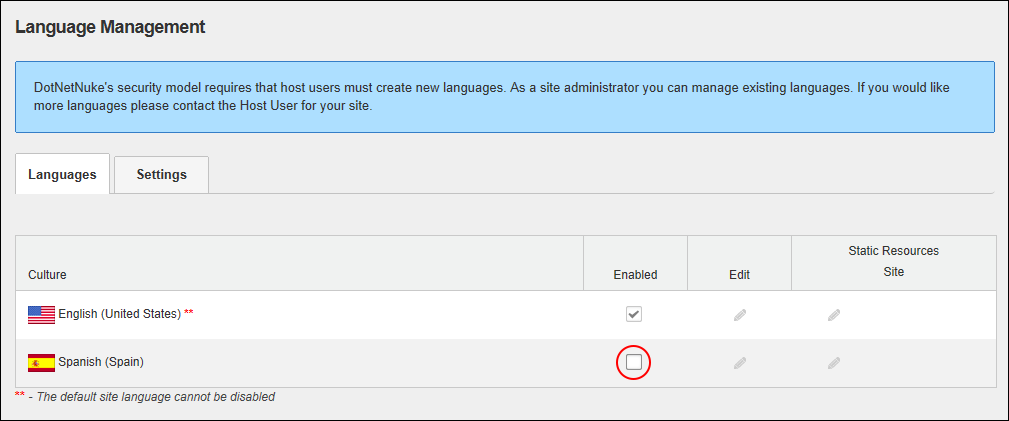 Language Management
DotNetNuke's security model requires that host users must create new languages. As a site administrator you can manage existing languages. If you would like
more languages please contact the Host User for your site.
Languages Settings
Static Resources
Culture Enabled Edit Site
English (United States) **
Spanish (Spain)
** - The default site language cannot be disabled